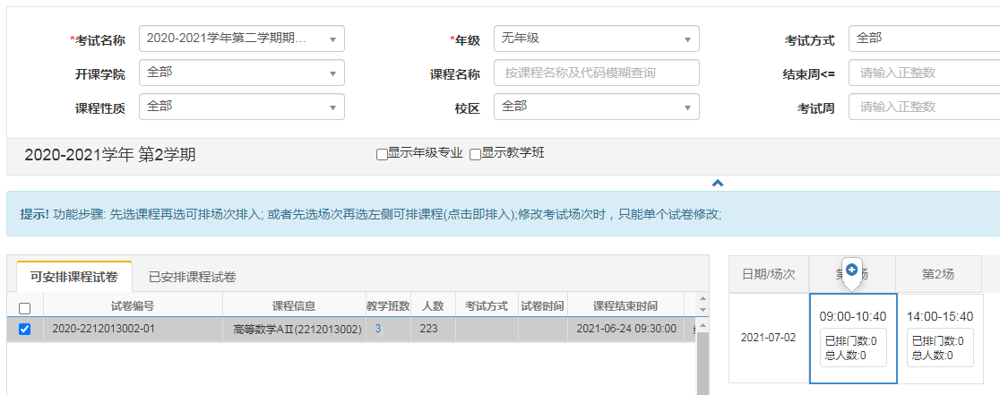 *考试名称 2020-2021学年第二学期期... *年级 无年级 考试方式 全部
开课学院 全部 课程名称 按课程名称及代码模糊查询 结束周<= 请输入正整数
课程性质 全部 校区 全部 考试周 请输入正整数
2020-2021学年 第2学期 显示年级专业 显示教学班
提示! 功能步骤: 先选课程再选可排场次排入; 或者先选场次再选左侧可排课程(点击即排入);修改考试场次时，只能单个试卷修改;
可安排课程试卷 已安排课程试卷
试卷编号 课程信息 教学班数 人数 考试方式 试卷时间 课程结束时间
2020-2212013002-01 高等数学AII(2212013002) 3 223 2021-06-24 09:30:00
日期/场次 第 场 第2场
2021-07-02
09:00-10:40
已排门数:0
总人数:0
14:00-15:40
已排门数:0
总人数:0